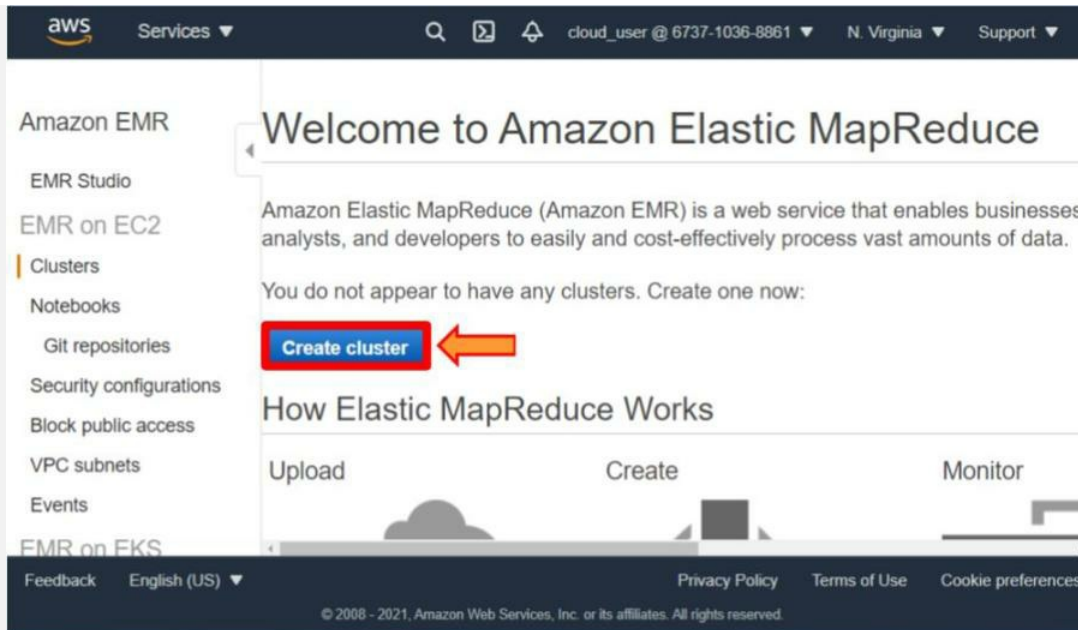 aws Services ▼ cloud_user @ 6737-1036-8861 ▼ N. Virginia ▼ Support ▼
Amazon EMR
EMR Studio
EMR on EC2
Clusters
Notebooks
Git repositories
Security configurations
Block public access
VPC subnets
Events
EMR on EKS
Welcome to Amazon Elastic MapReduce
Amazon Elastic MapReduce (Amazon EMR) is a web service that enables businesses
analysts, and developers to easily and cost-effectively process vast amounts of data.
You do not appear to have any clusters. Create one now:
Create cluster
How Elastic MapReduce Works
Upload Create Monitor
Feedback English (US) ▼ Privacy Policy Terms of Use Cookie preferences
© 2008 - 2021, Amazon Web Services, Inc. or its affiliates. All rights reserved.